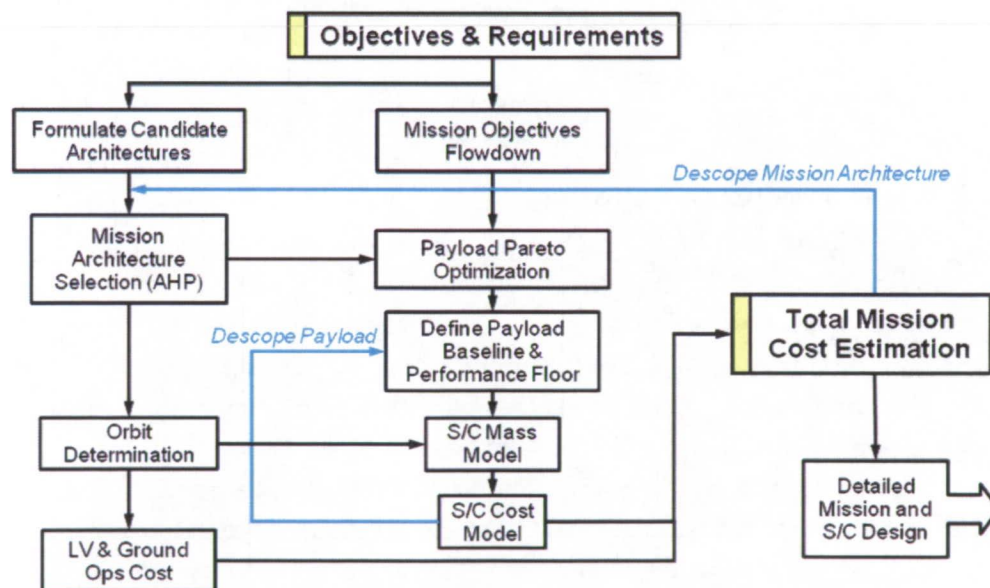 Objectives & Requirements
Formulate Candidate
Architectures
Mission Objectives
Flowdown
Descope Mission Architecture
Mission
Architecture
Selection (AHP)
Payload Pareto
Optimization
Descope Payload
Define Payload
Baseline &
Performance Floor
Total Mission
Cost Estimation
Orbit
Determination
S/C Mass
Model
S/C Cost
Model
Detailed
Mission and
S/C Design
LV & Ground
Ops Cost